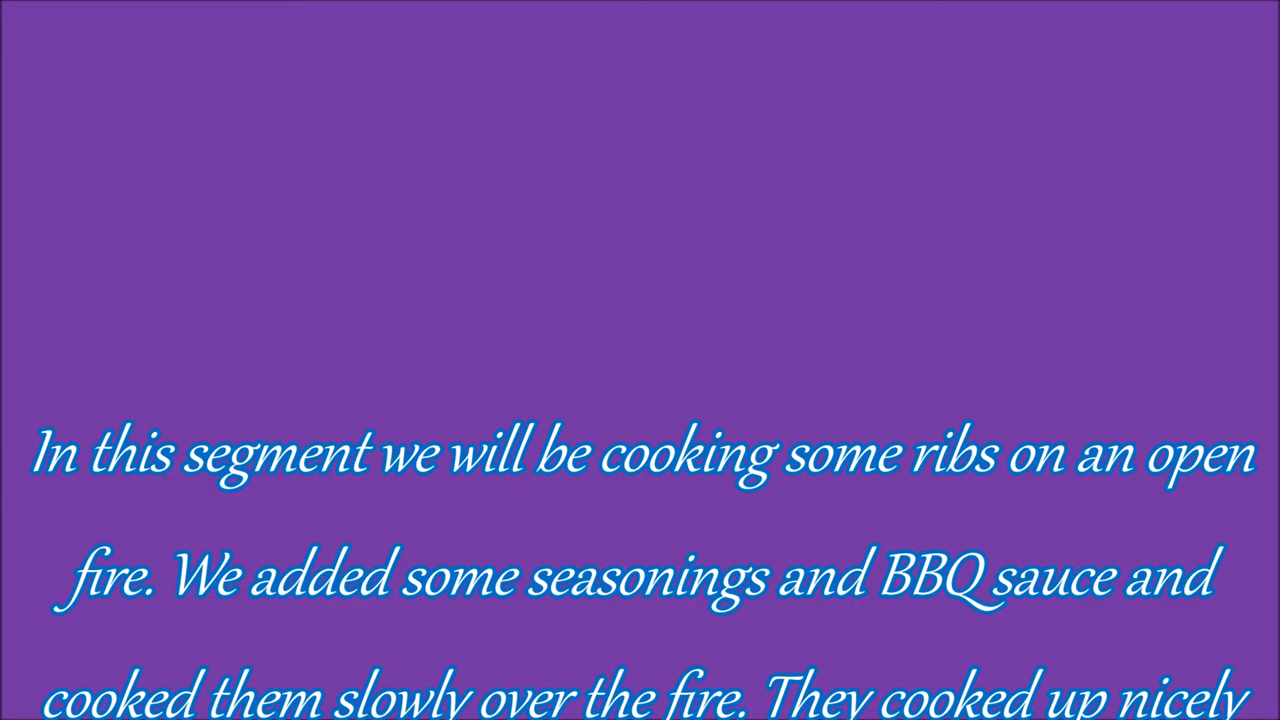 In this segment we will be cooking some ribs on an open
fire. We added some seasonings and BBQ sauce and
cooked them slowly over the fire. They cooked up nicely